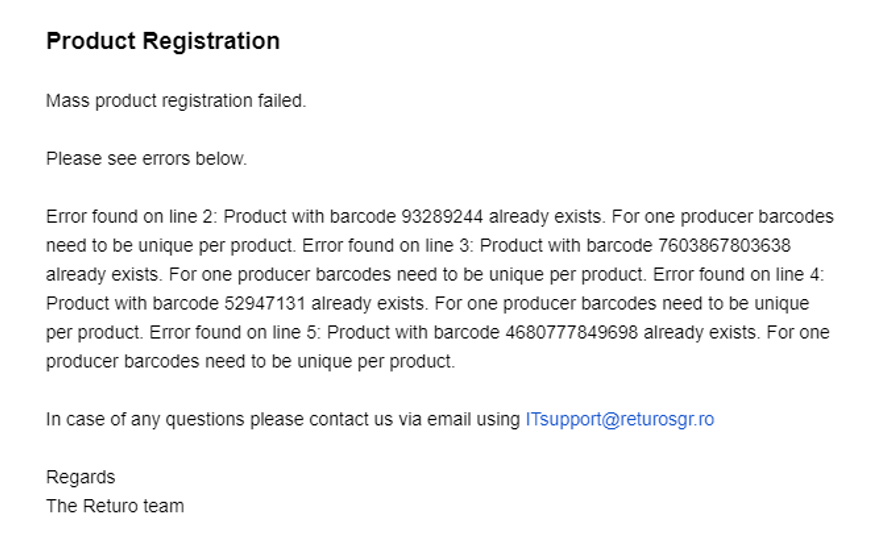 Product Registration
Mass product registration failed.
Please see errors below.
Error found on line 2: Product with barcode 93289244 already exists. For one producer barcodes
need to be unique per product. Error found on line 3: Product with barcode 7603867803638
already exists. For one producer barcodes need to be unique per product. Error found on line 4:
Product with barcode 52947131 already exists. For one producer barcodes need to be unique
per product. Error found on line 5: Product with barcode 4680777849698 already exists. For one
producer barcodes need to be unique per product.
In case of any questions please contact us via email using ITsupport@returosgr.ro
Regards
The Returo team